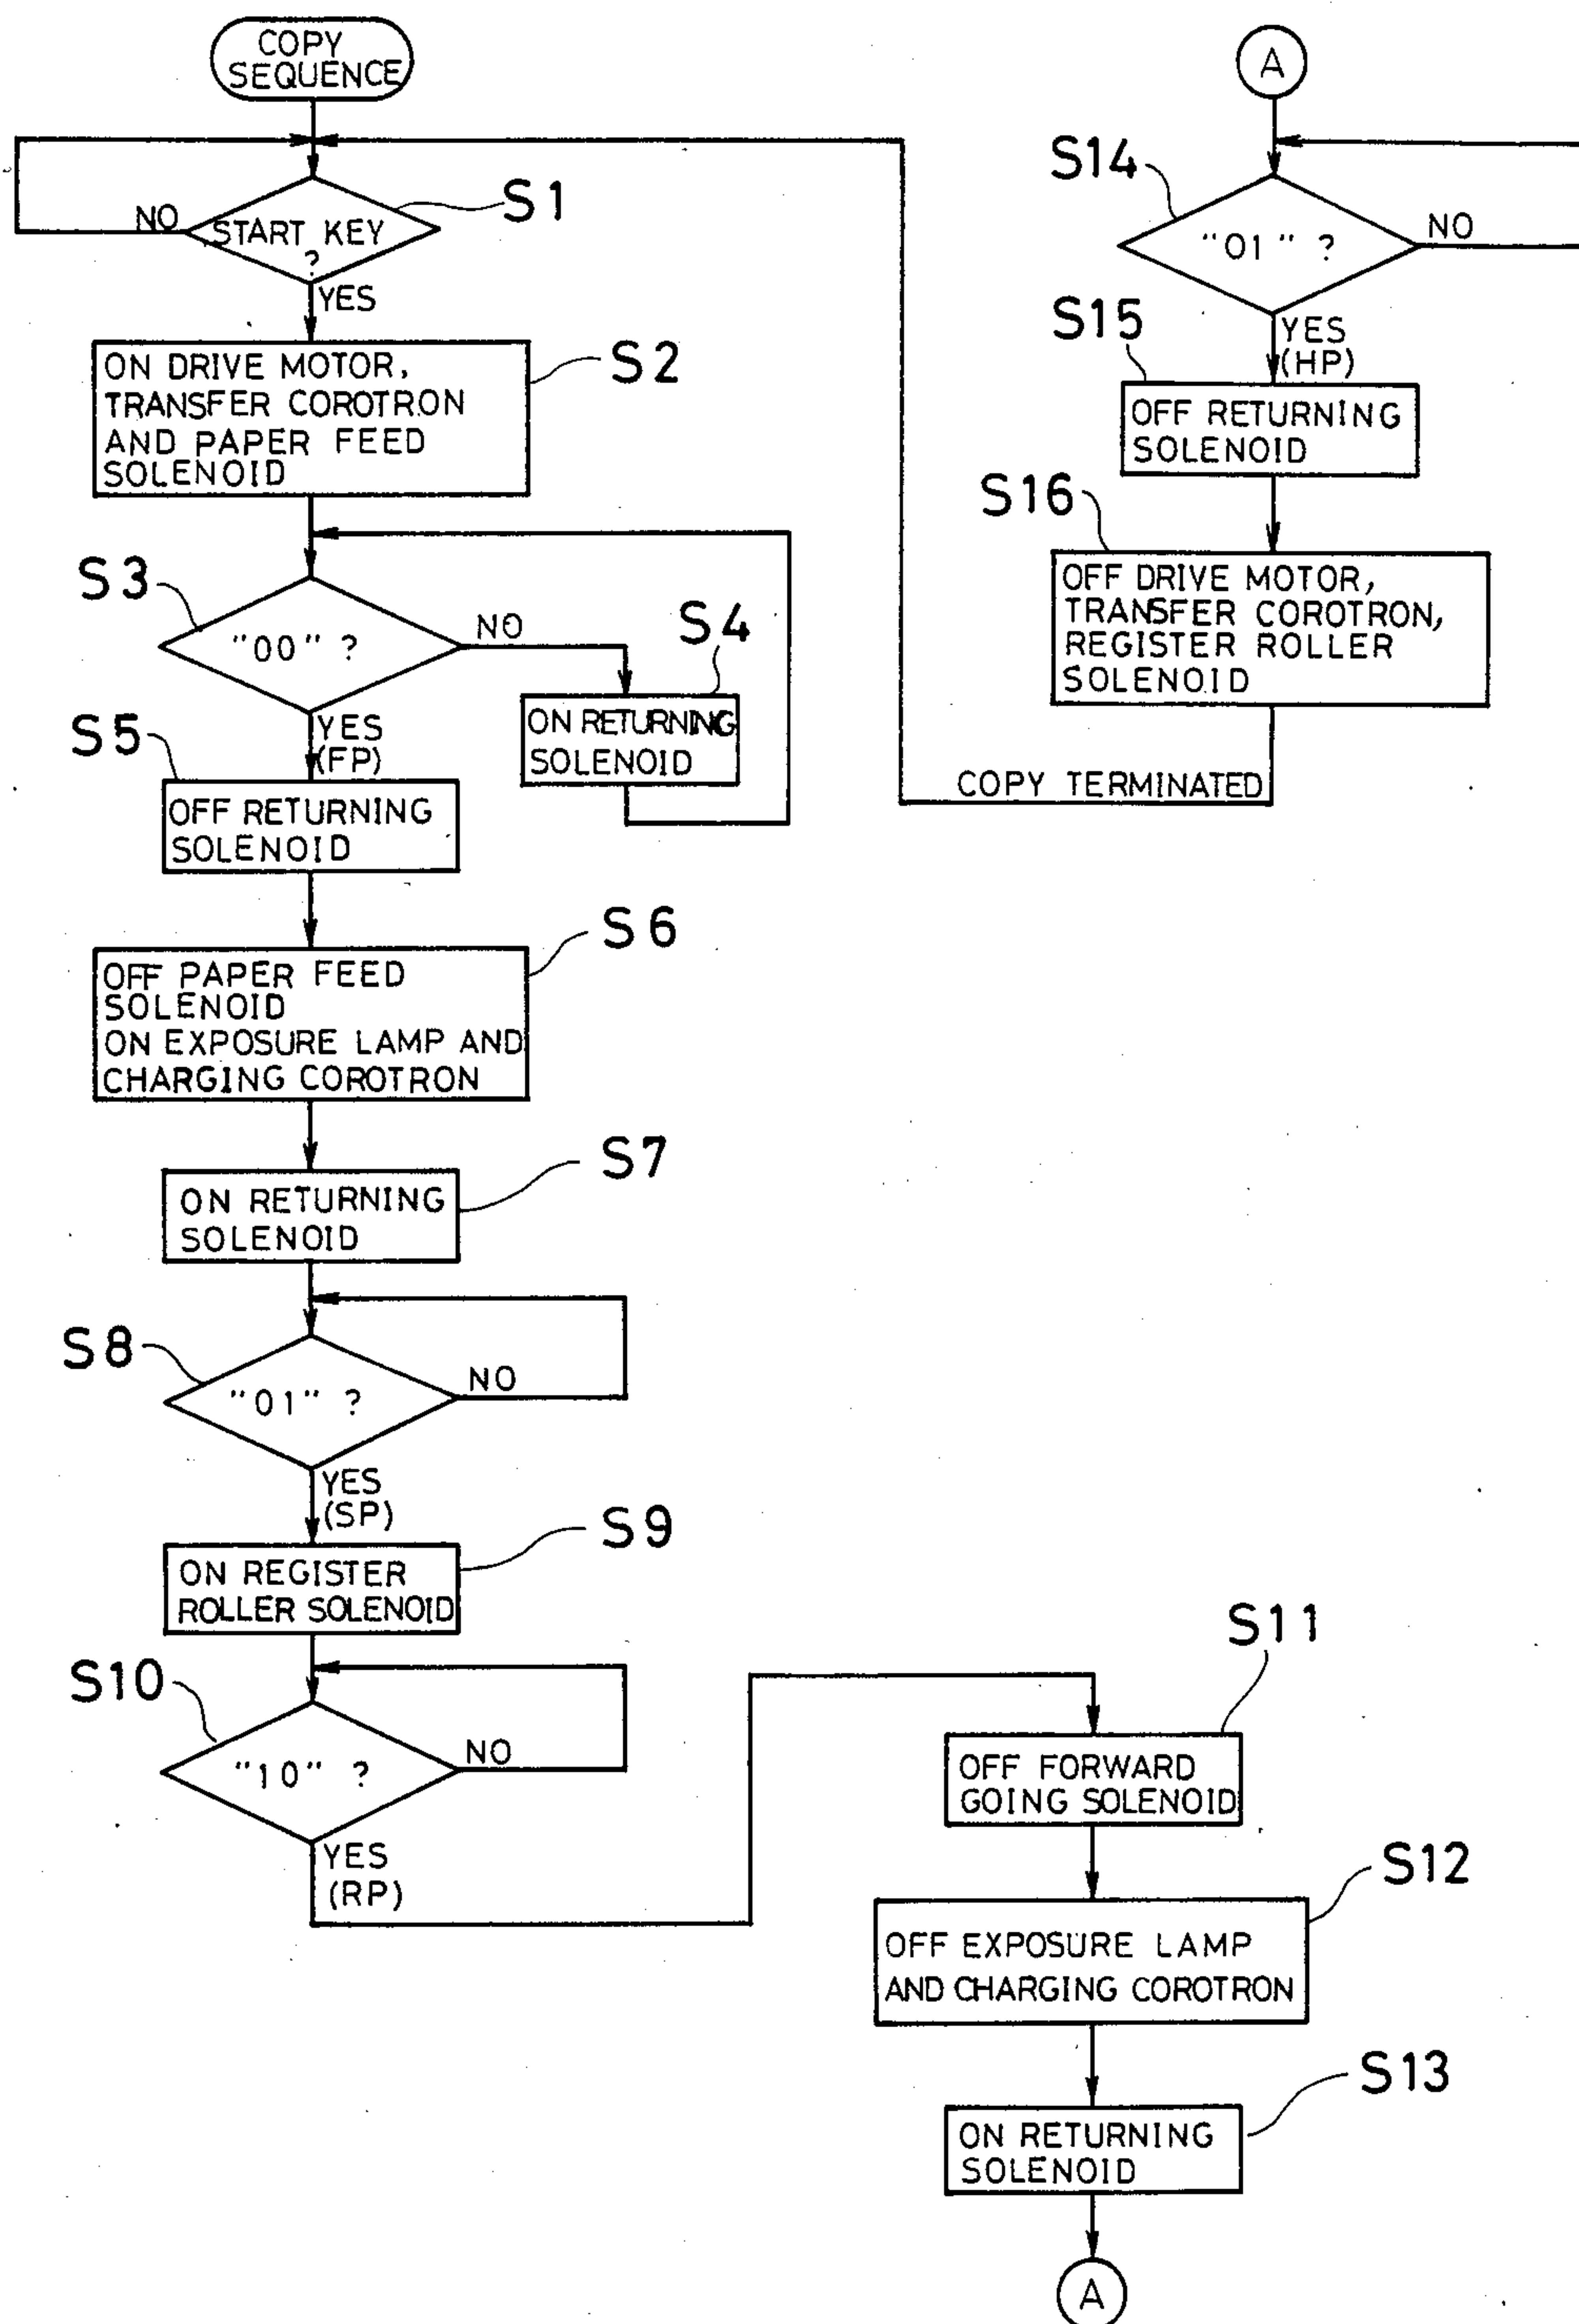 COPY
SEQUENCE
START KEY
?
NO
S1
YES
ON DRIVE MOTOR,
TRANSFER COROTRON
AND PAPER FEED
SOLENOID
S2
S3
"00" ?
NO
S4
ON RETURNING
SOLENOID
YES
(FP)
S5
OFF RETURNING
SOLENOID
S6
OFF PAPER FEED
SOLENOID
ON EXPOSURE LAMP AND
CHARGING COROTRON
S7
ON RETURNING
SOLENOID
S8
"01" ?
NO
YES
(SP)
S9
ON REGISTER
ROLLER SOLENOID
S10
"10" ?
NO
YES
(RP)
S11
OFF FORWARD
GOING SOLENOID
S12
OFF EXPOSURE LAMP
AND CHARGING COROTRON
S13
ON RETURNING
SOLENOID
A
A
S14
"01" ?
NO
YES
(HP)
S15
OFF RETURNING
SOLENOID
S16
OFF DRIVE MOTOR,
TRANSFER COROTRON,
REGISTER ROLLER
SOLENOID
COPY TERMINATED